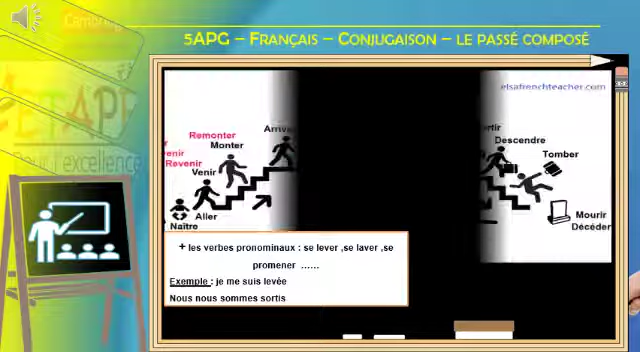 5APG – FRANÇAIS – CONJUGAISON – LE PASSÉ COMPOSÉ
elsafrenchteacher.com
Remonter
Monter
Revenir
Venir
Aller
Naître
Descendre
Tomber
Mourir
Décéder
+ les verbes pronominaux : se lever ,se laver ,se
promener ......
Exemple : je me suis levée
Nous nous sommes sortis
l'excellence